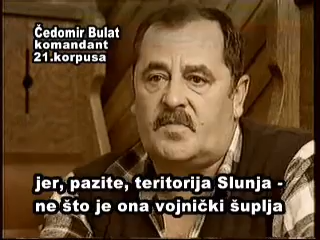 Čedomir Bulat
komandant
21.korpusa
jer, pazite, teritorija Slunja -
ne što je ona vojnički šuplja